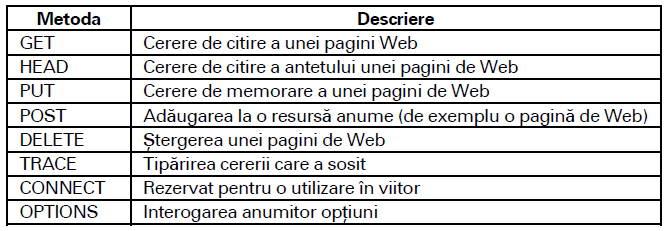 Metoda Descriere
GET Cerere de citire a unei pagini Web
HEAD Cerere de citire a antetului unei pagini de Web
PUT Cerere de memorare a unei pagini de Web
POST Adăugarea la o resursă anume (de exemplu o pagină de Web)
DELETE Ștergerea unei pagini de Web
TRACE Tipărirea cererii care a sosit
CONNECT Rezervat pentru o utilizare în viitor
OPTIONS Interogarea anumitor opțiuni